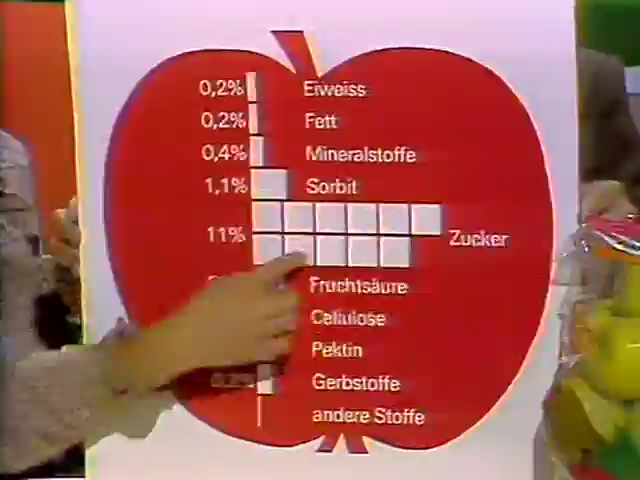 0,2% Eiweiss
0,2% Fett
0,4% Mineralstoffe
1,1% Sorbit
11% Zucker
Fruchtsäure
Cellulose
Pektin
Gerbstoffe
andere Stoffe